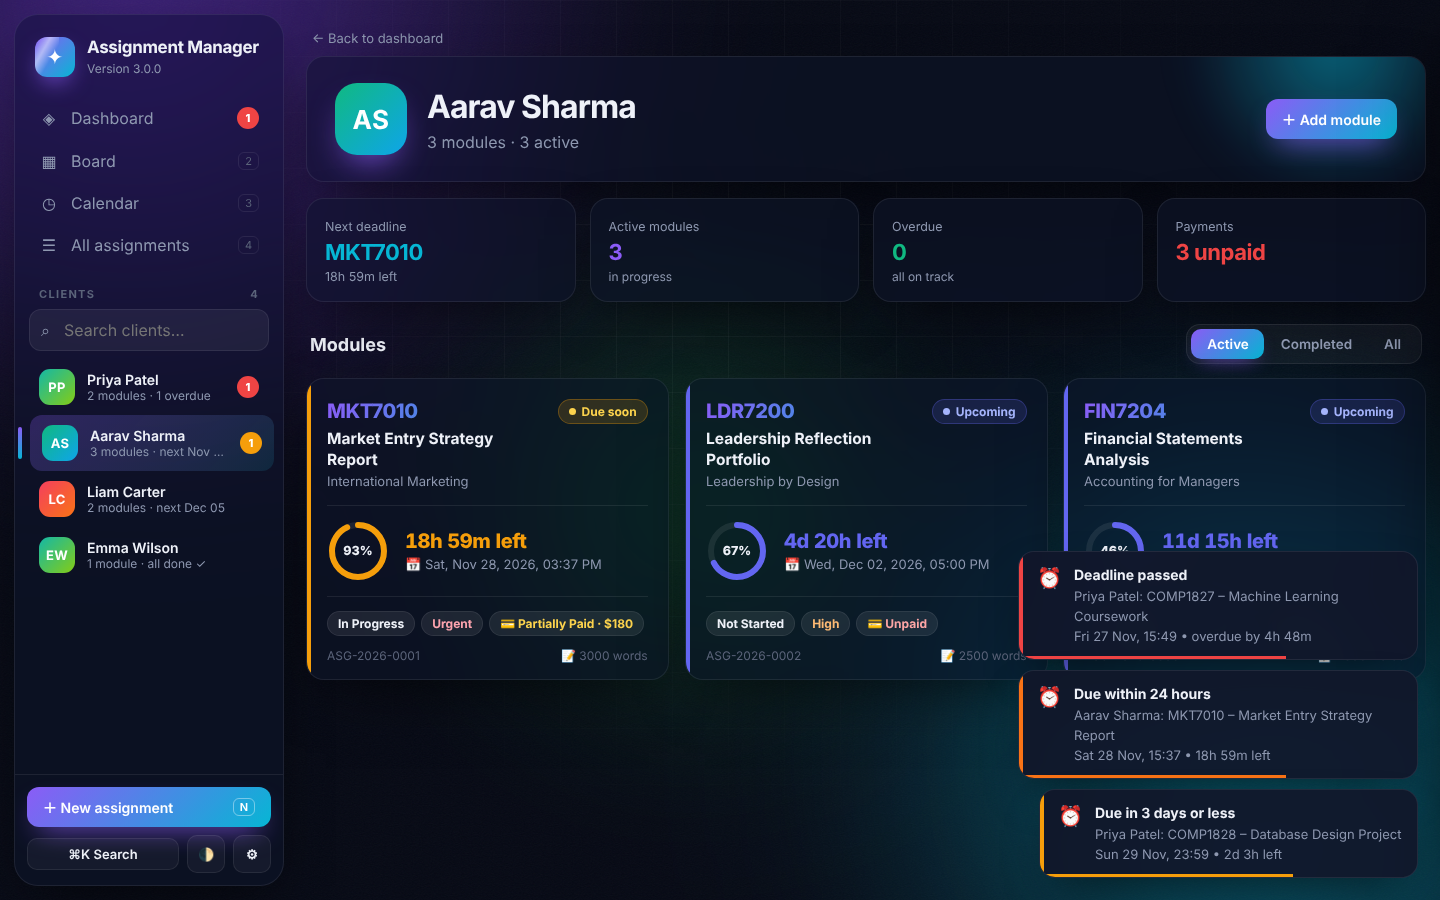 Assignment Manager
Version 3.0.0
Dashboard 1
Board 2
Calendar 3
All assignments 4
CLIENTS 4
Search clients...
PP Priya Patel 1
2 modules · 1 overdue
AS Aarav Sharma 1
3 modules · next Nov ...
LC Liam Carter
2 modules · next Dec 05
EW Emma Wilson
1 module · all done ✓
+ New assignment N
⌘K Search
← Back to dashboard
AS
Aarav Sharma
3 modules · 3 active
+ Add module
Next deadline
MKT7010
18h 59m left
Active modules
3
in progress
Overdue
0
all on track
Payments
3 unpaid
Modules
Active Completed All
MKT7010 Due soon
Market Entry Strategy
Report
International Marketing
93% 18h 59m left
📅 Sat, Nov 28, 2026, 03:37 PM
In Progress Urgent 💳 Partially Paid · $180
ASG-2026-0001 📝 3000 words
LDR7200 Upcoming
Leadership Reflection
Portfolio
Leadership by Design
67% 4d 20h left
📅 Wed, Dec 02, 2026, 05:00 PM
Not Started High 💳 Unpaid
ASG-2026-0002 📝 2500 words
FIN7204 Upcoming
Financial Statements
Analysis
Accounting for Managers
46% 11d 15h left
Deadline passed
Priya Patel: COMP1827 – Machine Learning
Coursework
Fri 27 Nov, 15:49 • overdue by 4h 48m
Due within 24 hours
Aarav Sharma: MKT7010 – Market Entry Strategy
Report
Sat 28 Nov, 15:37 • 18h 59m left
Due in 3 days or less
Priya Patel: COMP1828 – Database Design Project
Sun 29 Nov, 23:59 • 2d 3h left